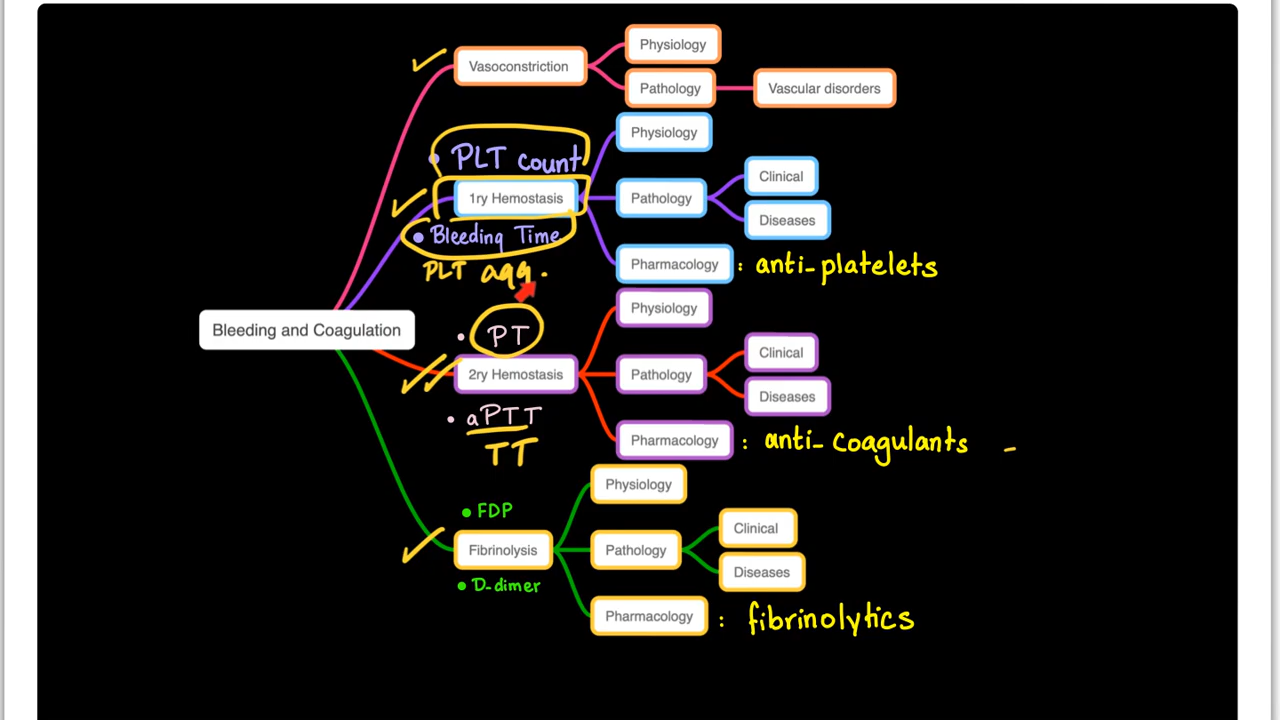 Vasoconstriction
Physiology
Pathology
Vascular disorders
• PLT count
1ry Hemostasis
• Bleeding Time
PLT agg.
Physiology
Pathology
Clinical
Diseases
Pharmacology : anti-platelets
Bleeding and Coagulation
• PT
2ry Hemostasis
• aPTT
TT
Physiology
Pathology
Clinical
Diseases
Pharmacology : anti-coagulants -
• FDP
Fibrinolysis
• D-dimer
Physiology
Pathology
Clinical
Diseases
Pharmacology : fibrinolytics